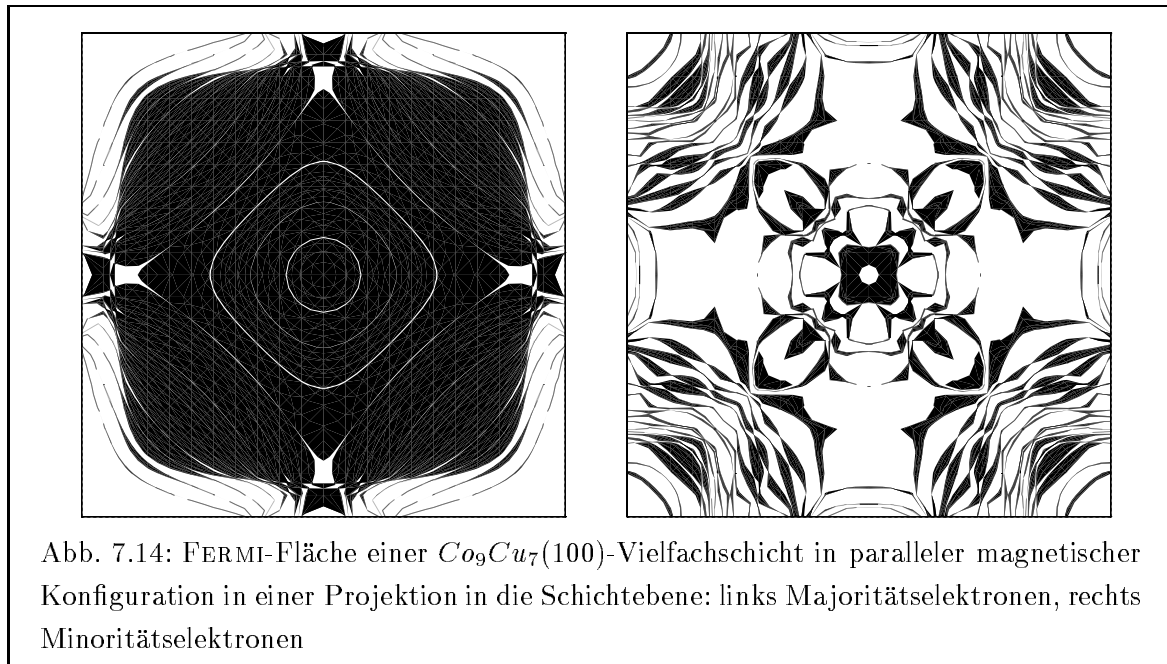 Abb. 7.14: FERMI-Fläche einer Co₉Cu₇(100)-Vielfachschicht in paralleler magnetischer
Konfiguration in einer Projektion in die Schichtebene: links Majoritätselektronen, rechts
Minoritätselektronen